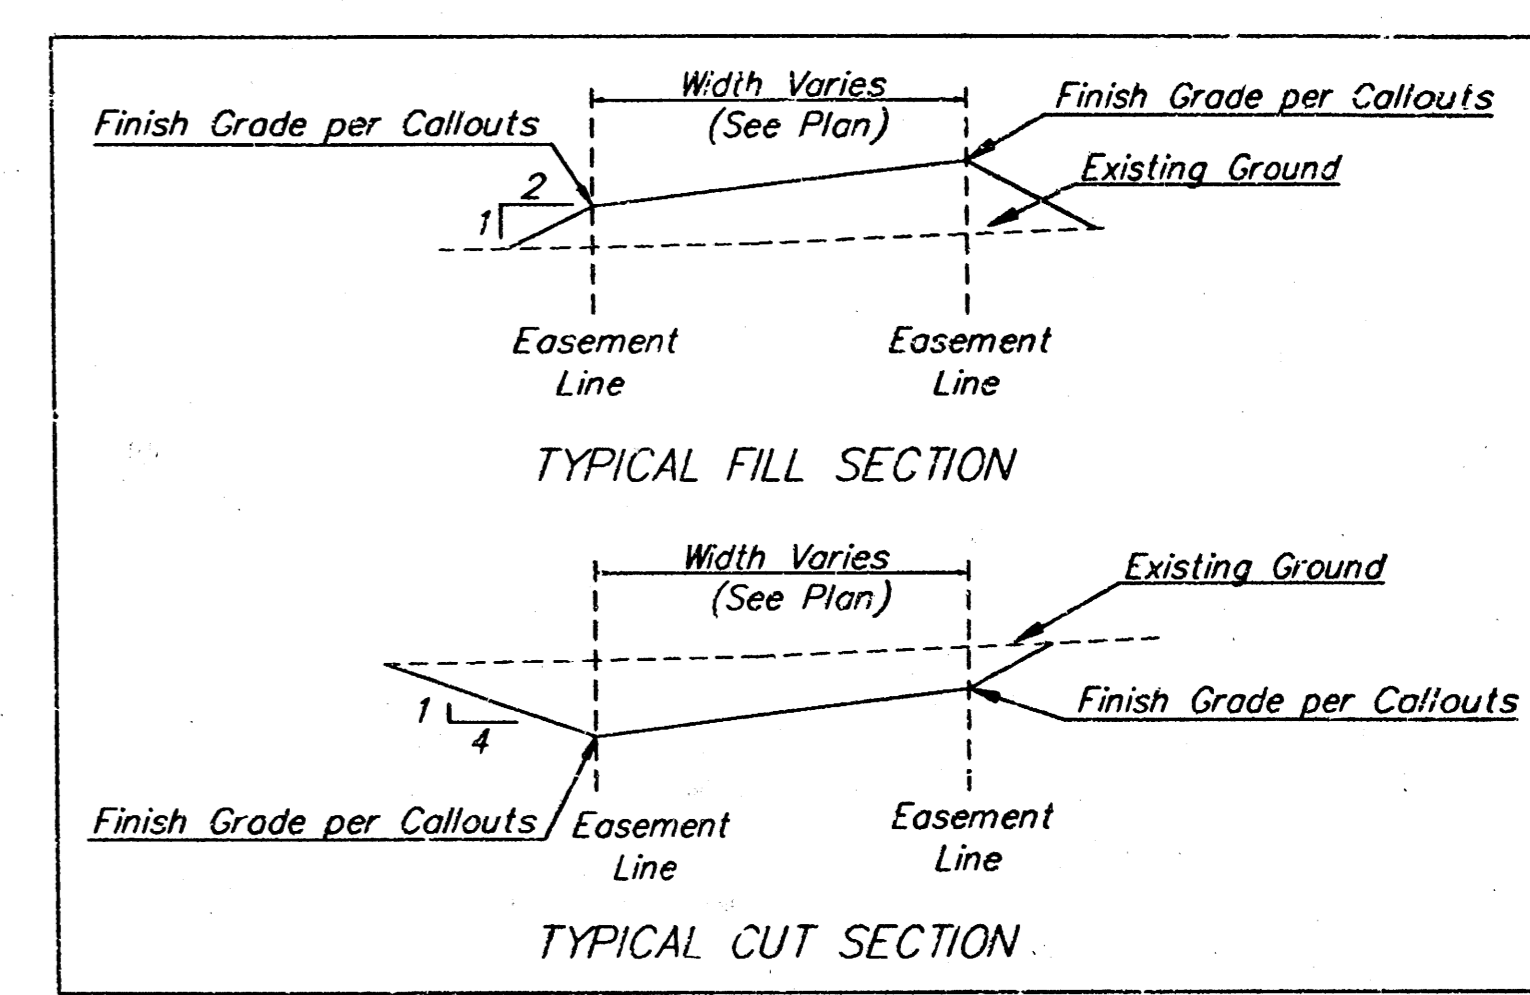 Width Varies
(See Plan)
Finish Grade per Callouts
Finish Grade per Callouts
Existing Ground
2
1
Easement
Line
Easement
Line
TYPICAL FILL SECTION
Width Varies
(See Plan)
Existing Ground
1
4
Finish Grade per Callouts
Finish Grade per Callouts
Easement
Line
Easement
Line
TYPICAL CUT SECTION